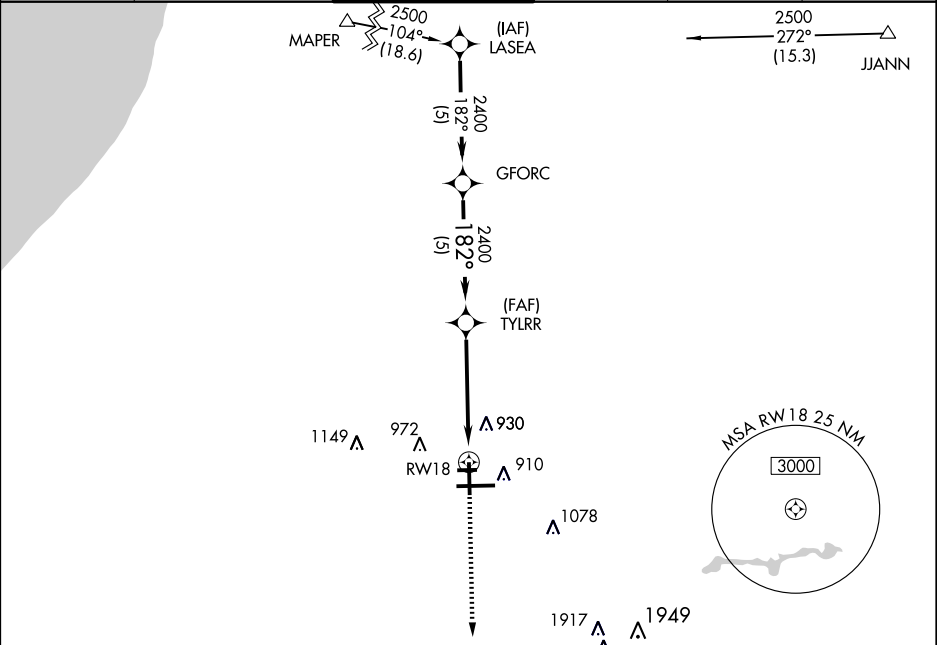 2500
104°
(18.6)
MAPER
(IAF)
LASEA
2500
272°
(15.3)
JJANN
2400
182°
(5)
GFORC
2400
182°
(5)
(FAF)
TYLRR
930
1149
972
RW18
910
1078
MSA RW18 25 NM
3000
1917
1949